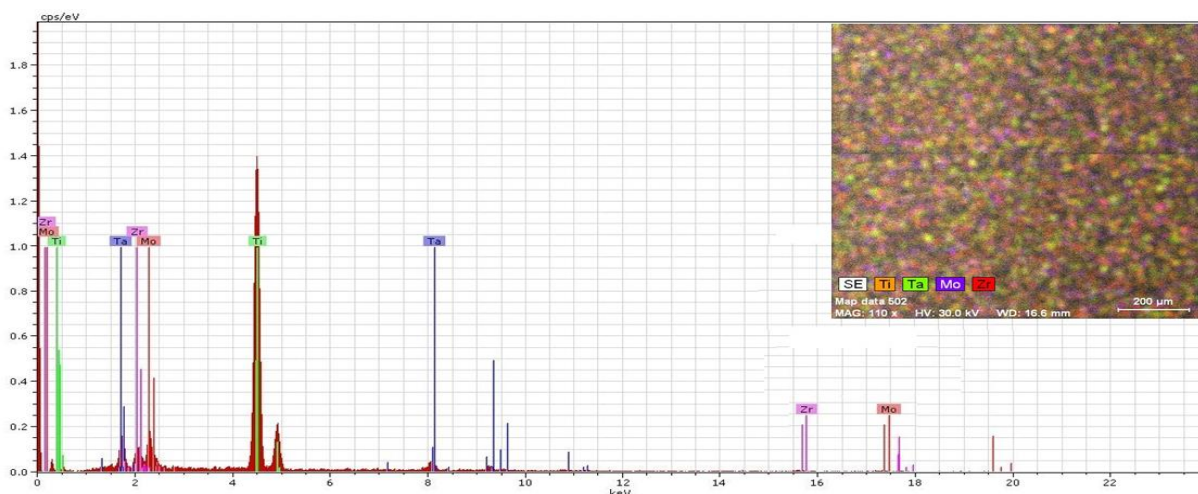 cps/eV
1.8
1.6
1.4
1.2
1.0
0.8
0.6
0.4
0.2
0.0
Zr
Mo
Ti
Ta
Zr
Mo
Ti
Ta
Zr
Mo
0 2 4 6 8 10 12 14 16 18 20 22
keV
SE Ti Ta Mo Zr
Map data 502
MAG: 110 x HV: 30.0 kV WD: 16.6 mm
200 µm